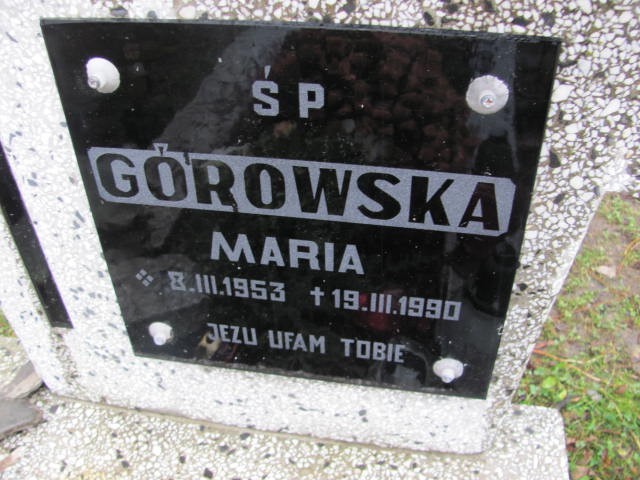 ŚP
GÓROWSKA
MARIA
8.III.1953 † 19.III.1990
JEZU UFAM TOBIE